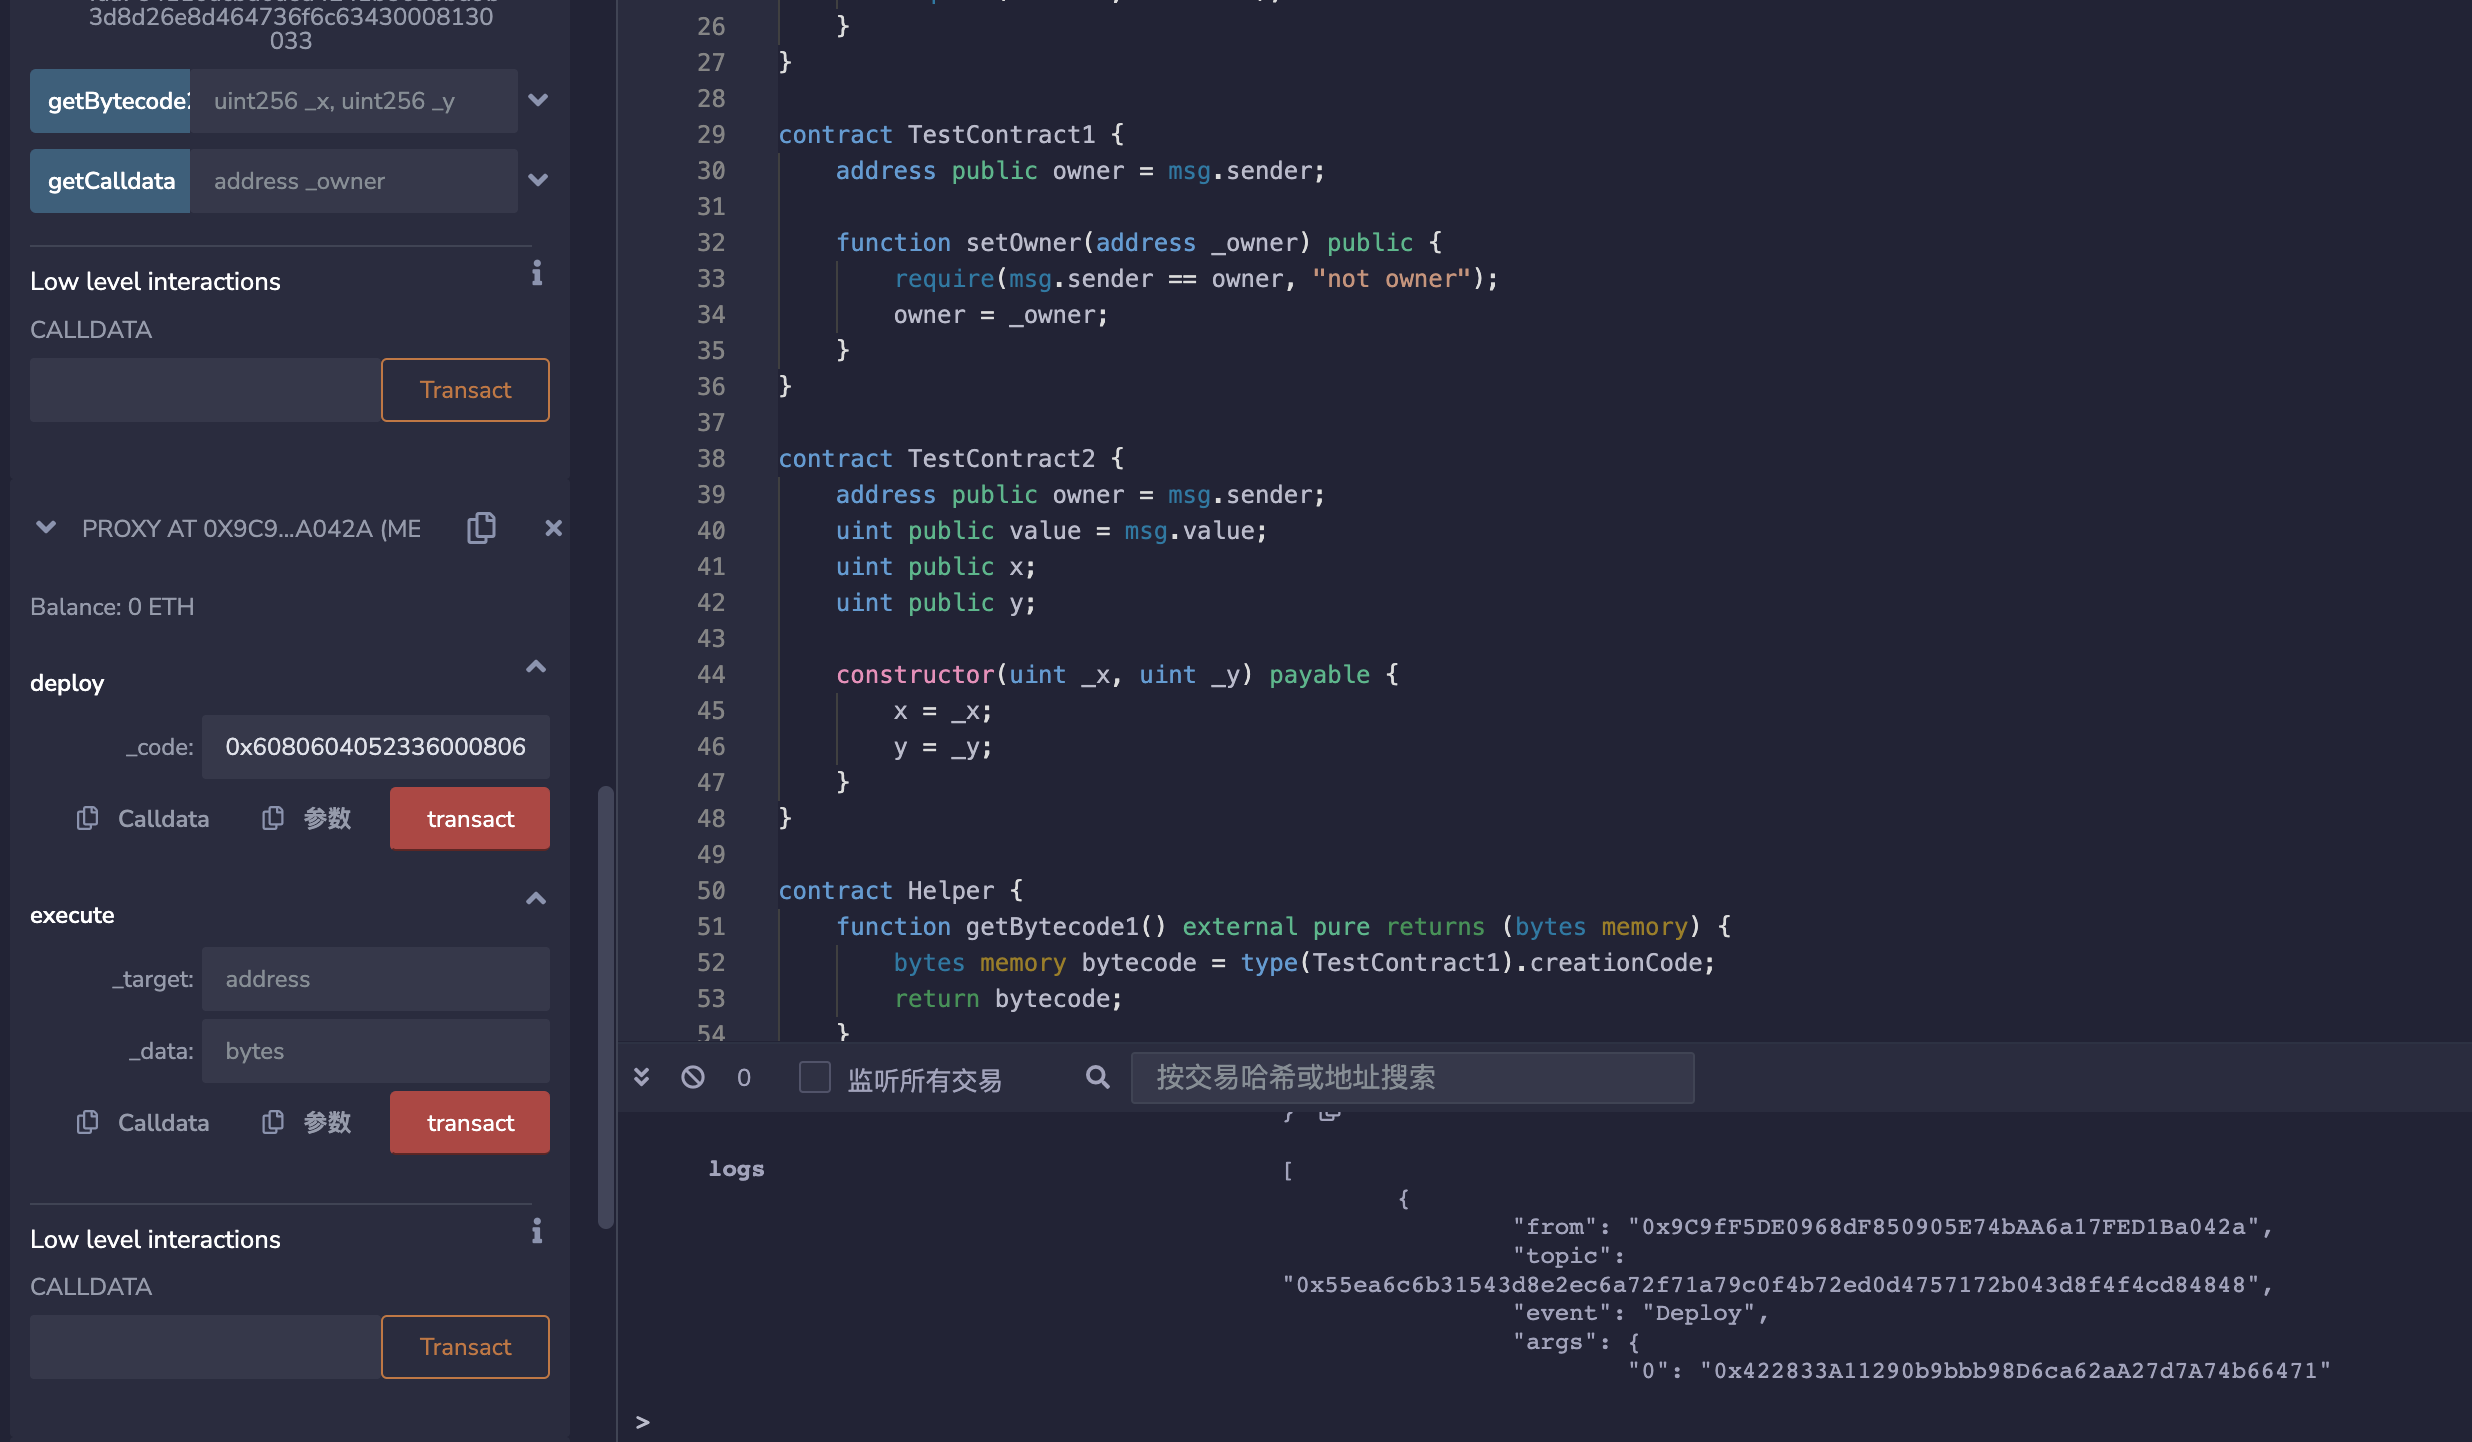 3d8d26e8d464736f6c63430008130
033
getBytecode
uint256 _x, uint256 _y
getCalldata
address _owner
Low level interactions
i
CALLDATA
Transact
PROXY AT 0X9C9...A042A (ME
Balance: 0 ETH
deploy
_code:
0x6080604052336000806
Calldata
参数
transact
execute
_target:
address
_data:
bytes
Calldata
参数
transact
Low level interactions
i
CALLDATA
Transact
26 }
27 }
28
29 contract TestContract1 {
30 address public owner = msg.sender;
31
32 function setOwner(address _owner) public {
33 require(msg.sender == owner, "not owner");
34 owner = _owner;
35 }
36 }
37
38 contract TestContract2 {
39 address public owner = msg.sender;
40 uint public value = msg.value;
41 uint public x;
42 uint public y;
43
44 constructor(uint _x, uint _y) payable {
45 x = _x;
46 y = _y;
47 }
48 }
49
50 contract Helper {
51 function getBytecode1() external pure returns (bytes memory) {
52 bytes memory bytecode = type(TestContract1).creationCode;
53 return bytecode;
54 }
0
监听所有交易
按交易哈希或地址搜索
}
logs
[
{
"from": "0x9C9fF5DE0968dF850905E74bAA6a17FED1Ba042a",
"topic":
"0x55ea6c6b31543d8e2ec6a72f71a79c0f4b72ed0d4757172b043d8f4f4cd84848",
"event": "Deploy",
"args": {
"0": "0x422833A11290b9bbb98D6ca62aA27d7A74b66471"
>